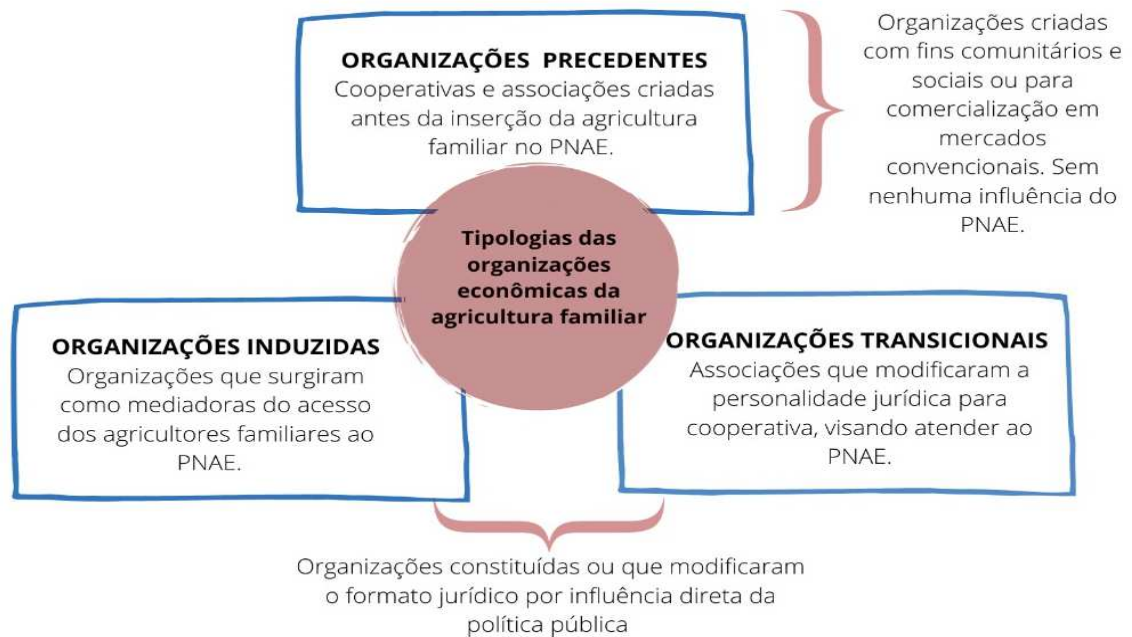 ORGANIZAÇÕES PRECEDENTES
Cooperativas e associações criadas
antes da inserção da agricultura
familiar no PNAE.
Organizações criadas
com fins comunitários e
sociais ou para
comercialização em
mercados
convencionais. Sem
nenhuma influência do
PNAE.
Tipologias das
organizações
econômicas da
agricultura familiar
ORGANIZAÇÕES INDUZIDAS
Organizações que surgiram
como mediadoras do acesso
dos agricultores familiares ao
PNAE.
ORGANIZAÇÕES TRANSICIONAIS
Associações que modificaram a
personalidade jurídica para
cooperativa, visando atender ao
PNAE.
Organizações constituídas ou que modificaram
o formato jurídico por influência direta da
política pública